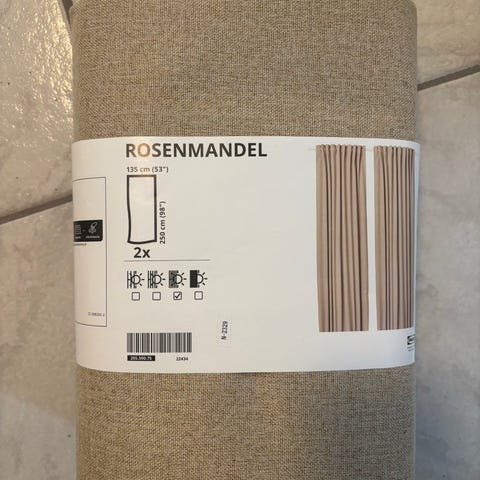 ROSENMANDEL
135 cm (53")
250 cm (98")
2x
N-2329
205.390.75 22434